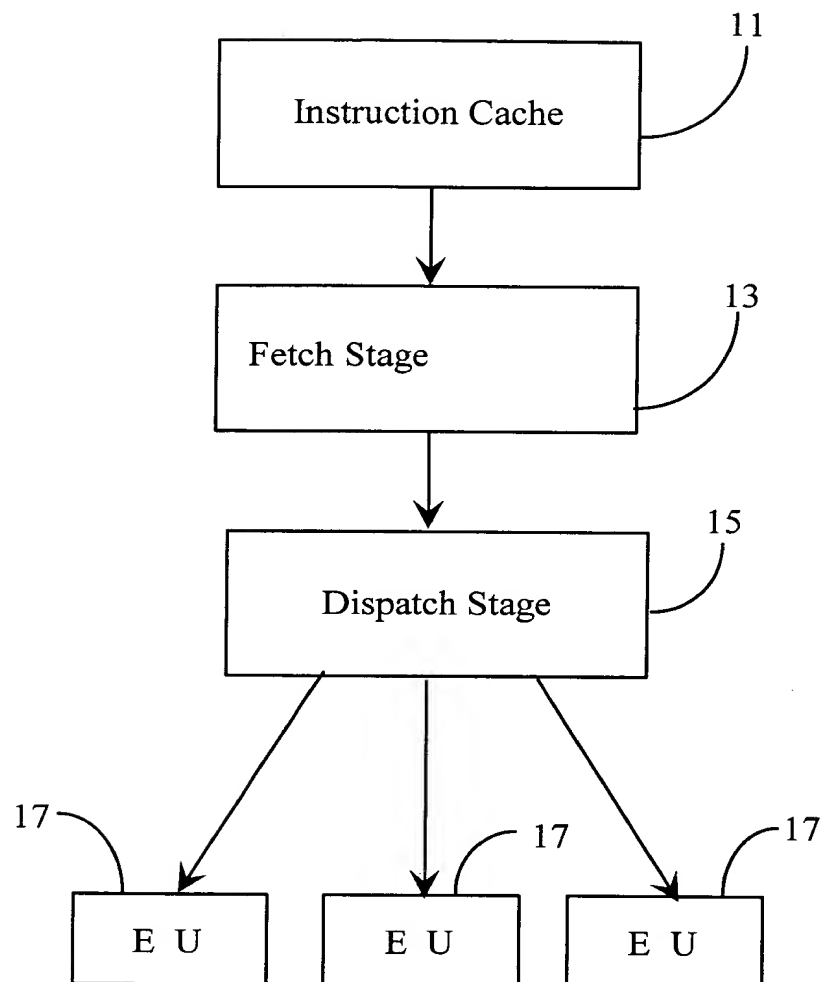 11
Instruction Cache
13
Fetch Stage
15
Dispatch Stage
17
17
17
E U
E U
E U